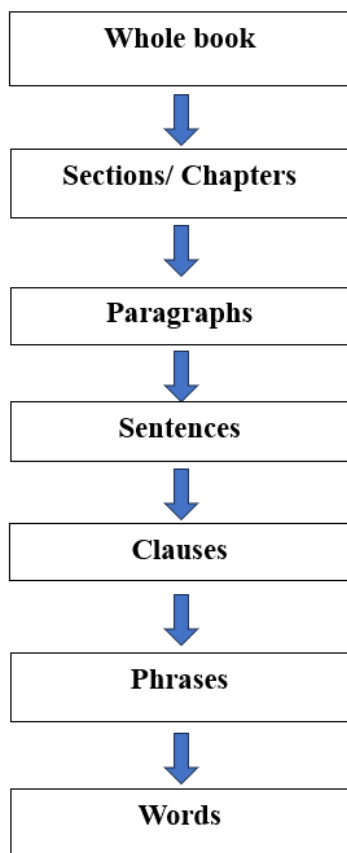 Whole book
Sections/ Chapters
Paragraphs
Sentences
Clauses
Phrases
Words